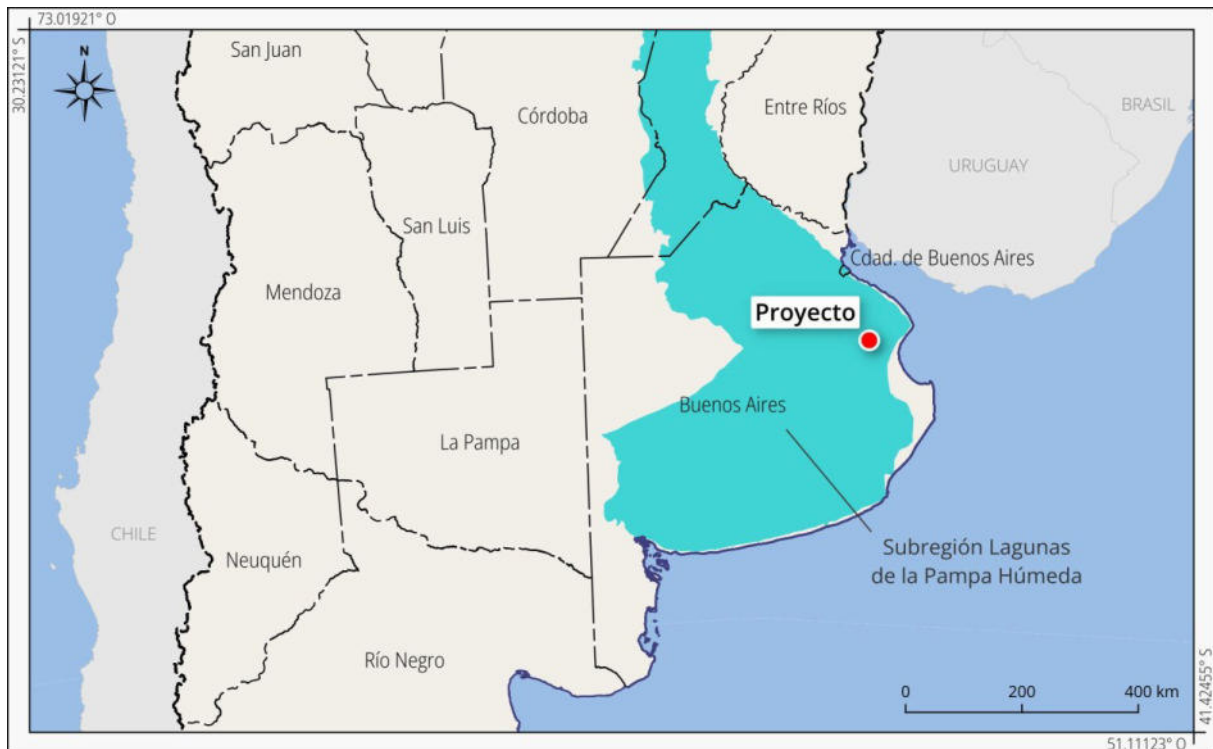 73.01921° O
30.23121° S
N
San Juan
Córdoba
Entre Ríos
BRASIL
URUGUAY
San Luis
Cdad. de Buenos Aires
Mendoza
Proyecto
Buenos Aires
La Pampa
CHILE
Neuquén
Subregión Lagunas
de la Pampa Húmeda
Río Negro
0 200 400 km
41.42455° S
51.11123° O